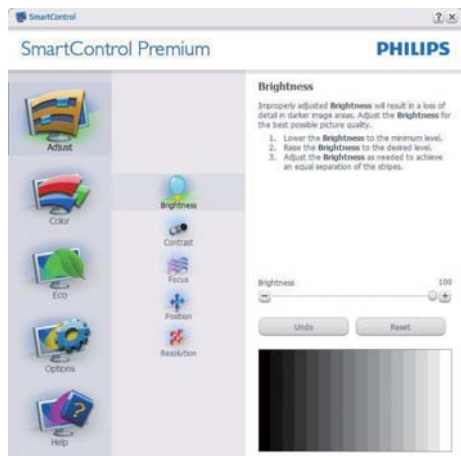 SmartControl
SmartControl Premium
PHILIPS
Adjust
Color
Eco
Options
Help
Brightness
Contrast
Focus
Position
Resolution
Brightness
Improperly adjusted Brightness will result in a loss of
detail in darker image areas. Adjust the Brightness for
the best possible picture quality.
1. Lower the Brightness to the minimum level.
2. Raise the Brightness to the desired level.
3. Adjust the Brightness as needed to achieve
an equal separation of the stripes.
Brightness 100
Undo Reset